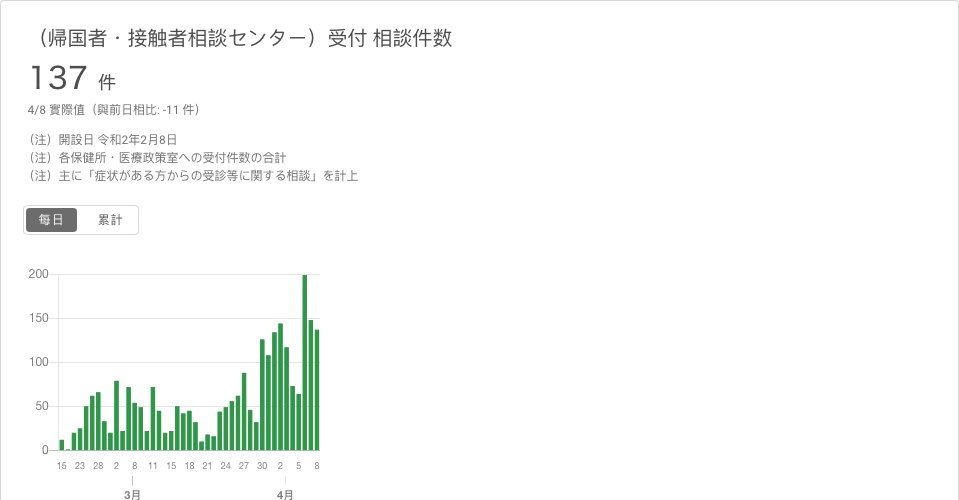 （帰国者・接触者相談センター）受付 相談件数
137 件
4/8 實際值（與前日相比: -11 件）
（注）開設日 令和2年2月8日
（注）各保健所・医療政策室への受付件数の合計
（注）主に「症状がある方からの受診等に関する相談」を計上
每日 累計
200
150
100
50
0
15 23 28 2 8 11 15 18 21 24 27 30 2 5 8
3月 4月